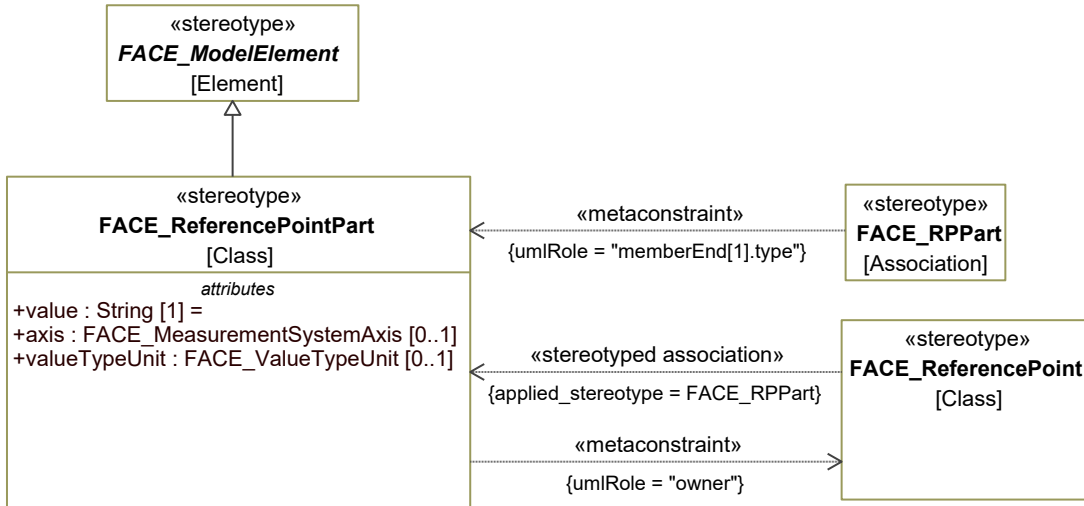 «stereotype»
FACE_ModelElement
[Element]
«stereotype»
FACE_ReferencePointPart
[Class]
attributes
+value : String [1] =
+axis : FACE_MeasurementSystemAxis [0..1]
+valueTypeUnit : FACE_ValueTypeUnit [0..1]
«metaconstraint»
{umlRole = "memberEnd[1].type"}
«stereotype»
FACE_RPPart
[Association]
«stereotyped association»
{applied_stereotype = FACE_RPPart}
«stereotype»
FACE_ReferencePoint
[Class]
«metaconstraint»
{umlRole = "owner"}